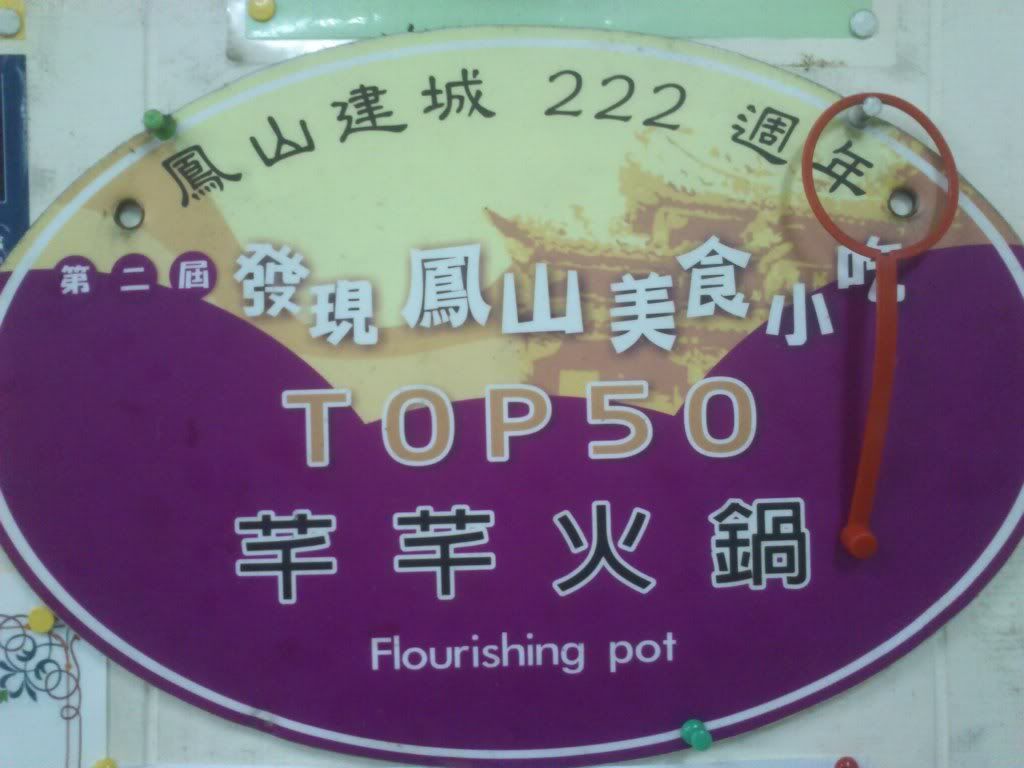 鳳山建城 222 週年
第二屆 發現鳳山美食小吃
TOP50
芊芊火鍋
Flourishing pot